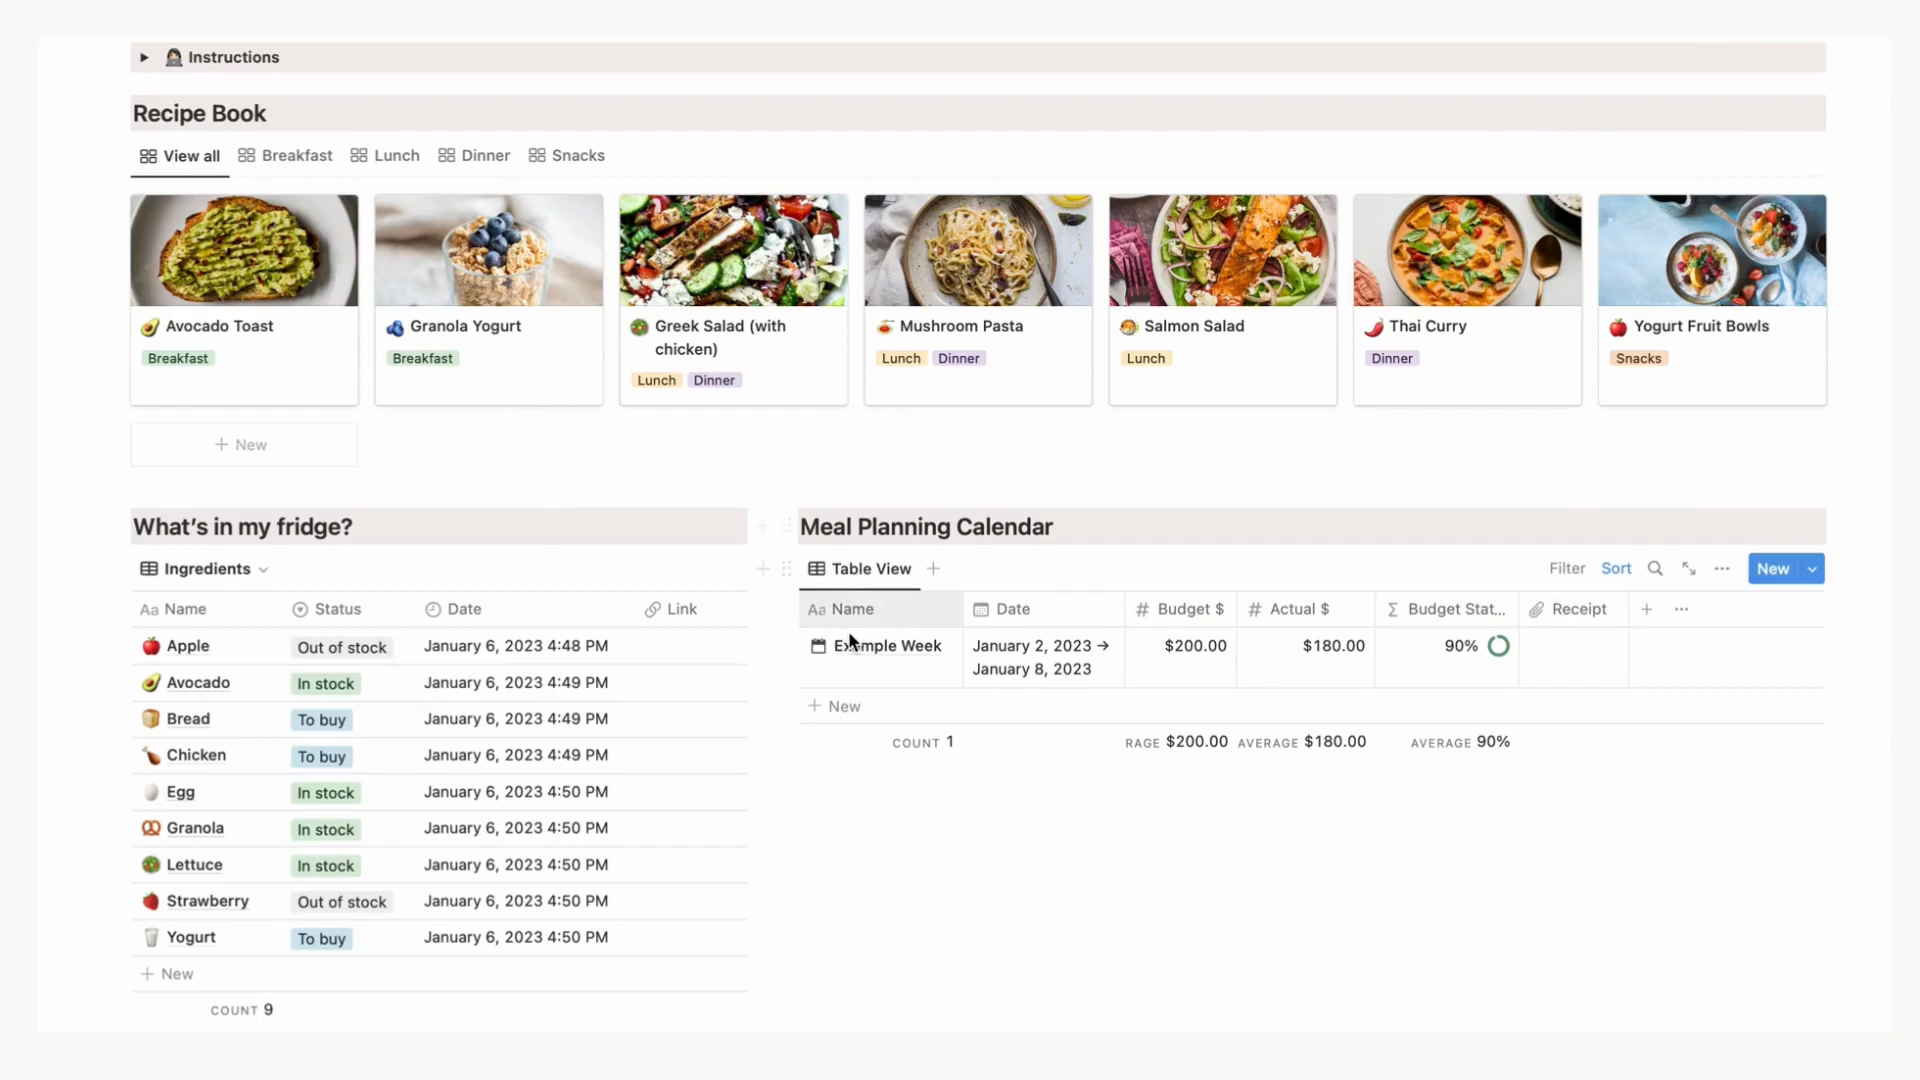 Instructions
Recipe Book
View all Breakfast Lunch Dinner Snacks
Avocado Toast
Breakfast
Granola Yogurt
Breakfast
Greek Salad (with
chicken)
Lunch Dinner
Mushroom Pasta
Lunch Dinner
Salmon Salad
Lunch
Thai Curry
Dinner
Yogurt Fruit Bowls
Snacks
+ New
What's in my fridge?
Ingredients
Aa Name Status Date Link
Apple Out of stock January 6, 2023 4:48 PM
Avocado In stock January 6, 2023 4:49 PM
Bread To buy January 6, 2023 4:49 PM
Chicken To buy January 6, 2023 4:49 PM
Egg In stock January 6, 2023 4:50 PM
Granola In stock January 6, 2023 4:50 PM
Lettuce In stock January 6, 2023 4:50 PM
Strawberry Out of stock January 6, 2023 4:50 PM
Yogurt To buy January 6, 2023 4:50 PM
+ New
COUNT 9
Meal Planning Calendar
Table View + Filter Sort ••• New
Aa Name Date # Budget $ # Actual $ Σ Budget Stat... Receipt + •••
Example Week January 2, 2023 → $200.00 $180.00 90%
January 8, 2023
+ New
COUNT 1 RAGE $200.00 AVERAGE $180.00 AVERAGE 90%